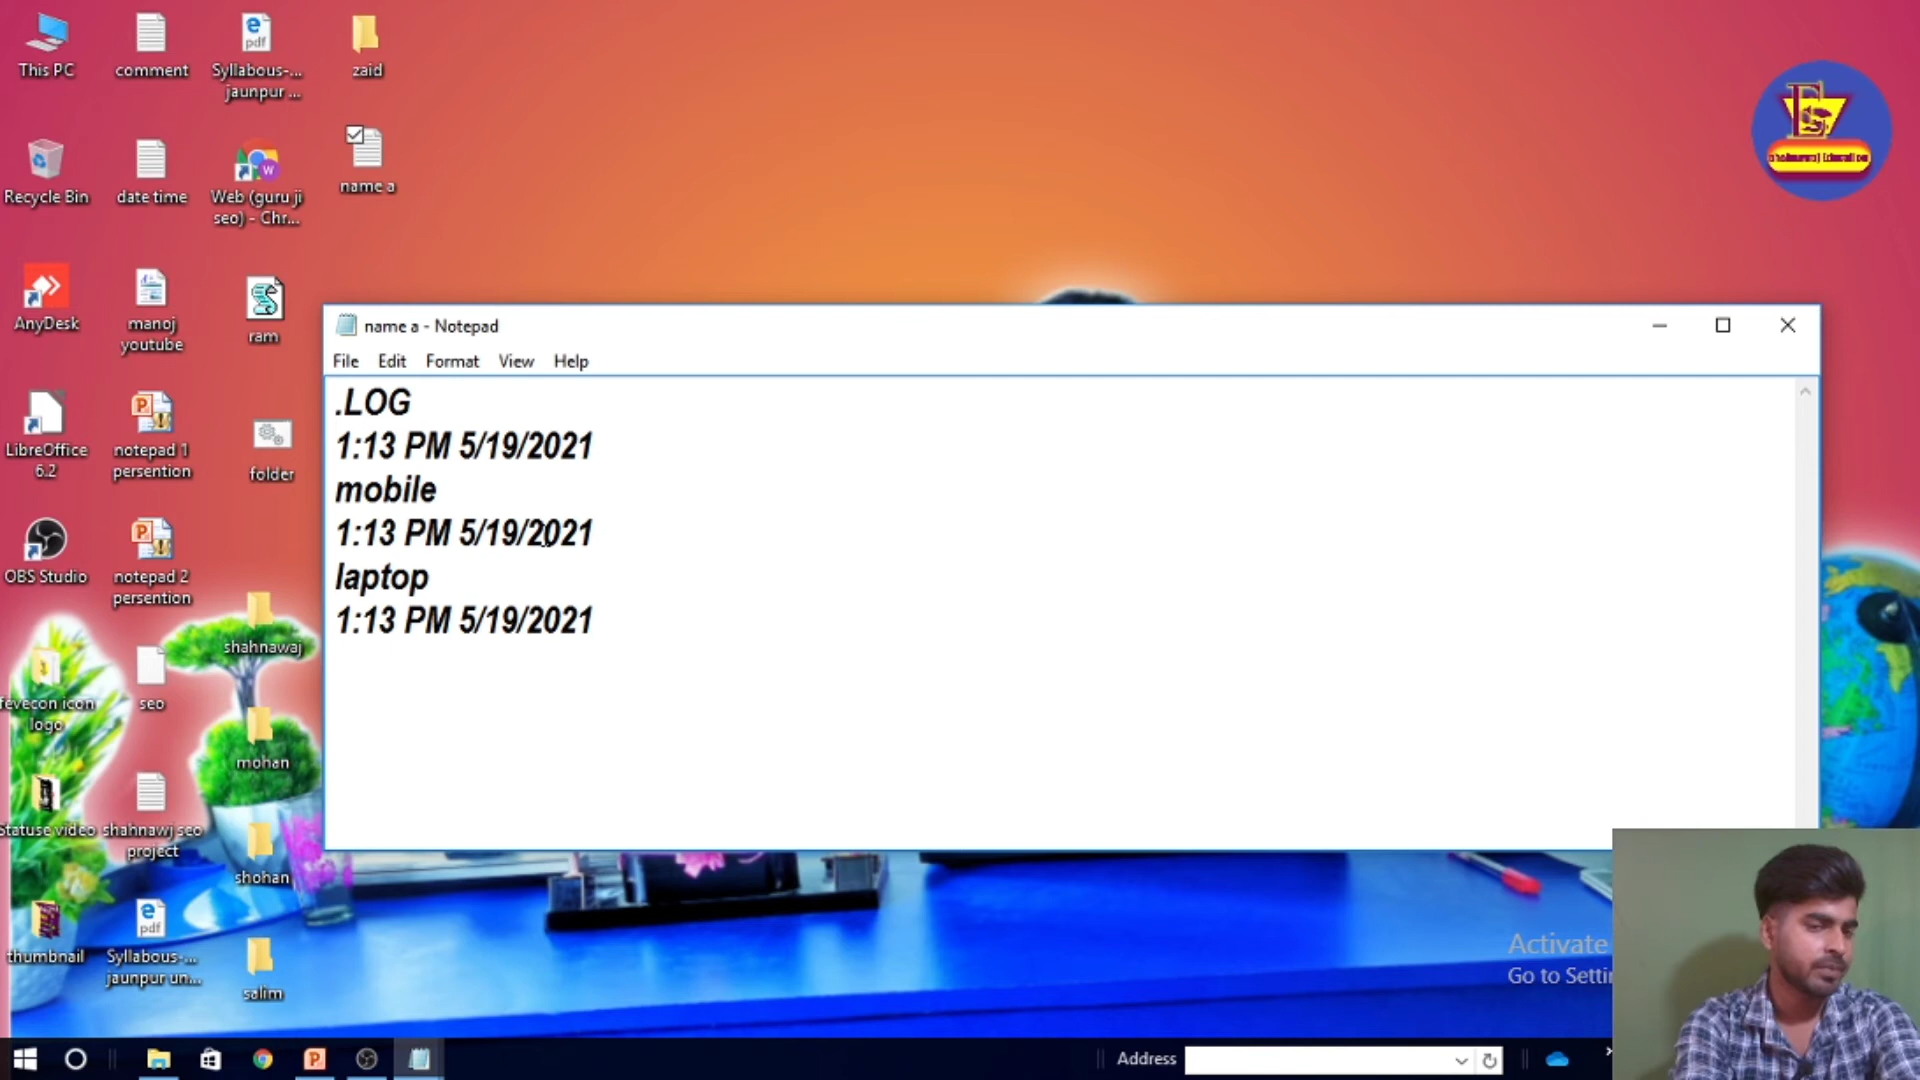 This PC
comment
Syllabous-...
jaunpur ...
zaid
Recycle Bin
date time
Web (guru ji
seo) - Chr...
name a
AnyDesk
manoj
youtube
ram
LibreOffice
6.2
notepad 1
persention
folder
OBS Studio
notepad 2
persention
shahnawaj
fevecon icon
logo
seo
mohan
Statuse video
shahnawj seo
project
shohan
thumbnail
Syllabous-...
jaunpur un...
salim
name a - Notepad
File Edit Format View Help
.LOG
1:13 PM 5/19/2021
mobile
1:13 PM 5/19/2021
laptop
1:13 PM 5/19/2021
Activate
Go to Settin
Address